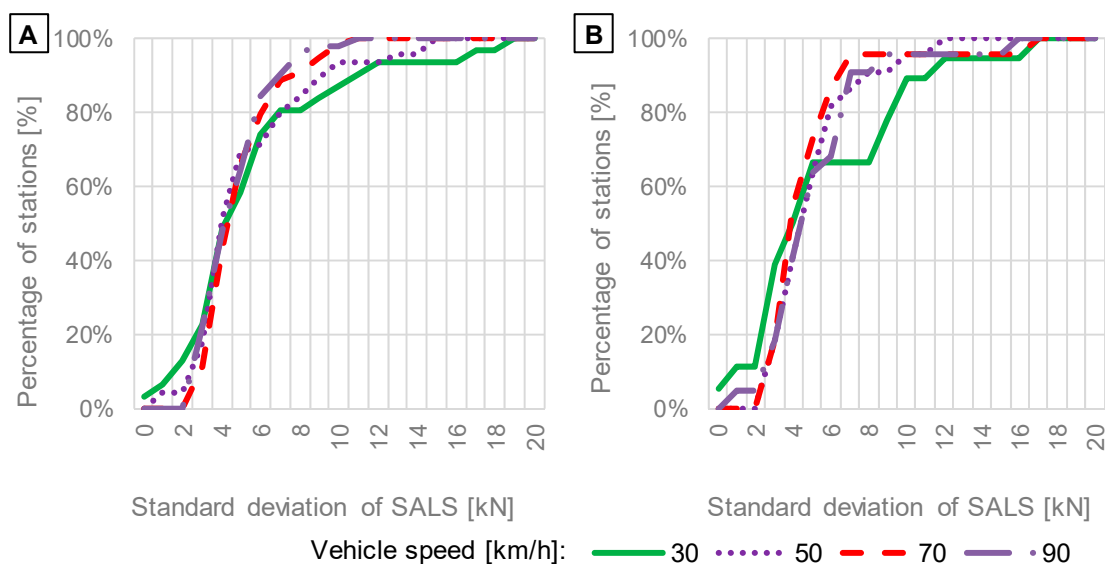 A
100%
80%
60%
40%
20%
0%
Percentage of stations [%]
0 2 4 6 8 10 12 14 16 18 20
Standard deviation of SALS [kN]
B
100%
80%
60%
40%
20%
0%
Percentage of stations [%]
0 2 4 6 8 10 12 14 16 18 20
Standard deviation of SALS [kN]
Vehicle speed [km/h]: 30 50 70 90